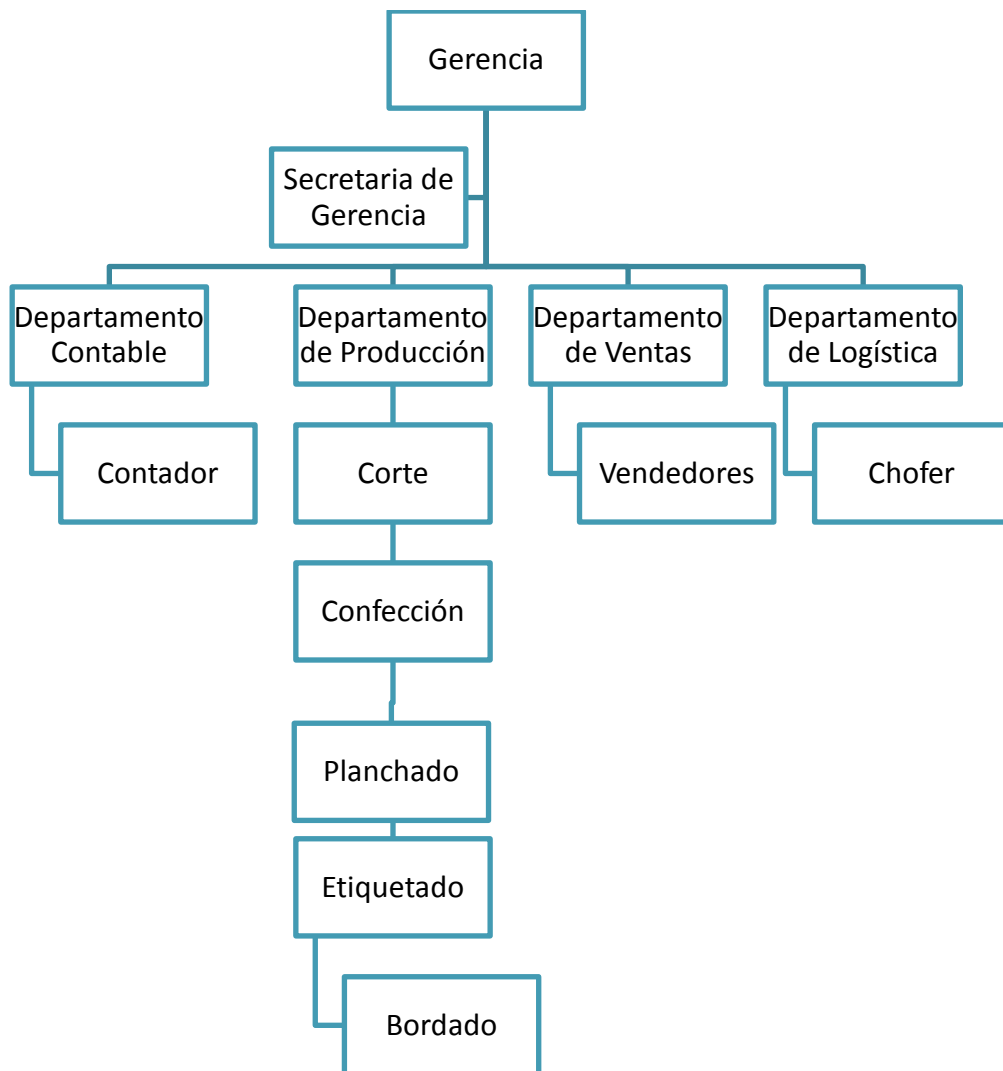 Gerencia
Secretaria de
Gerencia
Departamento
Contable
Departamento
de Producción
Departamento
de Ventas
Departamento
de Logística
Contador
Corte
Vendedores
Chofer
Confección
Planchado
Etiquetado
Bordado